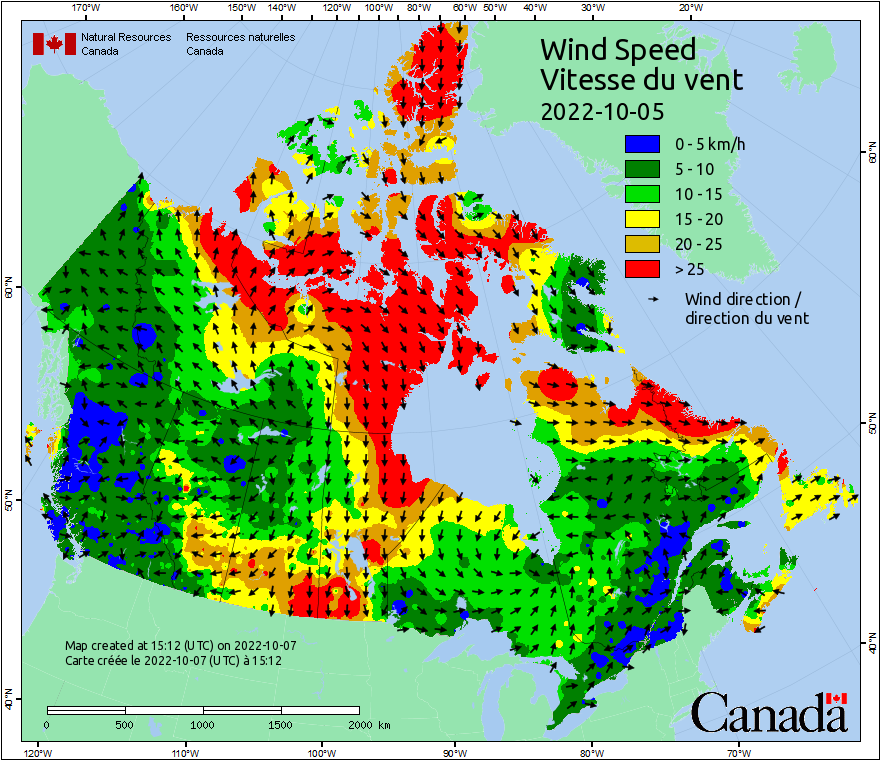 170°W 160°W 150°W 140°W 120°W 100°W 80°W 60°W 50°W 40°W 30°W 20°W
Natural Resources Ressources naturelles
Canada Canada
Wind Speed
Vitesse du vent
2022-10-05
0 - 5 km/h
5 - 10
10 - 15
15 - 20
20 - 25
> 25
Wind direction /
direction du vent
60°N
60°N
50°N
50°N
40°N
40°N
Map created at 15:12 (UTC) on 2022-10-07
Carte créée le 2022-10-07 (UTC) à 15:12
0 500 1000 1500 2000 km
Canada
120°W 110°W 100°W 90°W 80°W 70°W